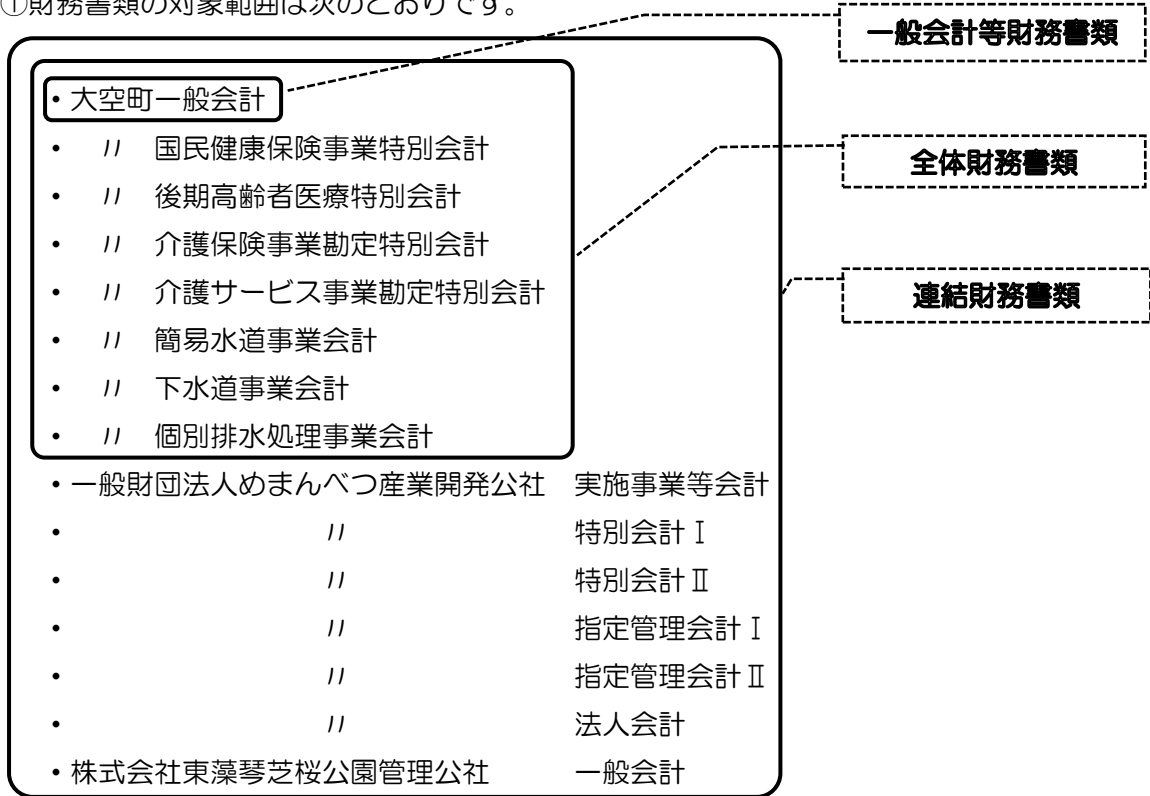 ①財務書類の対象範囲は次のとおりです。
一般会計等財務書類
・大空町一般会計
・ 〃 国民健康保険事業特別会計
・ 〃 後期高齢者医療特別会計
全体財務書類
・ 〃 介護保険事業勘定特別会計
・ 〃 介護サービス事業勘定特別会計
連結財務書類
・ 〃 簡易水道事業会計
・ 〃 下水道事業会計
・ 〃 個別排水処理事業会計
・一般財団法人めまんべつ産業開発公社 実施事業等会計
・ 〃 特別会計Ⅰ
・ 〃 特別会計Ⅱ
・ 〃 指定管理会計Ⅰ
・ 〃 指定管理会計Ⅱ
・ 〃 法人会計
・株式会社東藻琴芝桜公園管理公社 一般会計